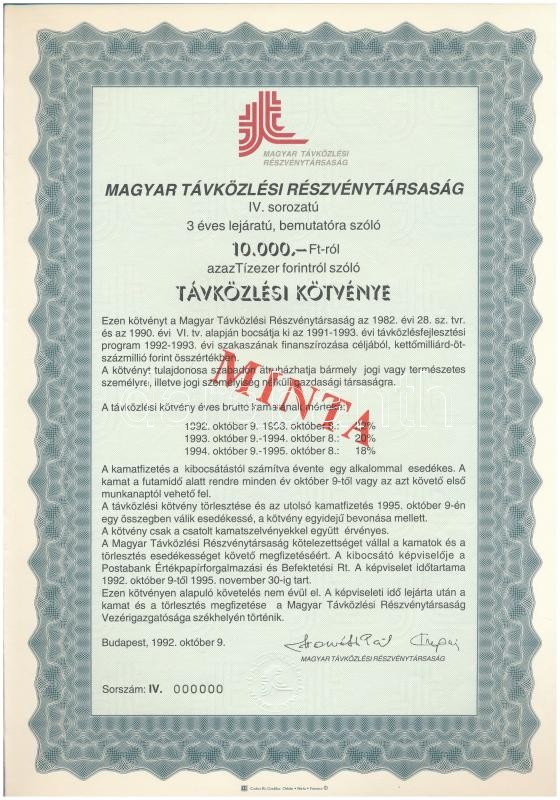 MAGYAR TÁVKÖZLÉSI
RÉSZVÉNYTÁRSASÁG
MAGYAR TÁVKÖZLÉSI RÉSZVÉNYTÁRSASÁG
IV. sorozatú
3 éves lejáratú, bemutatóra szóló
10.000.– Ft-ról
azazTízezer forintról szóló
TÁVKÖZLÉSI KÖTVÉNYE
Ezen kötvényt a Magyar Távközlési Részvénytársaság az 1982. évi 28. sz. tvr.
és az 1990. évi VI. tv. alapján bocsátja ki az 1991-1993. évi távközlésfejlesztési
program 1992-1993. évi szakaszának finanszírozása céljából, kettőmilliárd-öt-
százmillió forint összértékben.
A kötvényt tulajdonosa szabadon átruházhatja bármely jogi vagy természetes
személyre, illetve jogi személyiség nélküli gazdasági társaságra.
MINTA
A távközlési kötvény éves bruttó mértéke:
1992. október 9. 1993. október 8.:
1993. október 9.-1994. október 8.: 20%
1994. október 9.-1995. október 8.: 18%
A kamatfizetés a kibocsátástól számítva évente egy alkalommal esedékes. A
kamat a futamidő alatt rendre minden év október 9-től vagy az azt követő első
munkanaptól vehető fel.
A távközlési kötvény törlesztése és az utolsó kamatfizetés 1995. október 9-én
egy összegben válik esedékessé, a kötvény egyidejű bevonása mellett.
A kötvény csak a csatolt kamatszelvényekkel együtt érvényes.
A Magyar Távközlési Részvénytársaság kötelezettséget vállal a kamatok és a
törlesztés esedékességet követő megfizetéséért. A kibocsátó képviselője a
Postabank Értékpapírforgalmazási és Befektetési Rt. A képviselet időtartama
1992. október 9-től 1995. november 30-ig tart.
Ezen kötvényen alapuló követelés nem évül el. A képviseleti idő lejárta után a
kamat és a törlesztés megfizetése a Magyar Távközlési Részvénytársaság
Vezérigazgatósága székhelyén történik.
Budapest, 1992. október 9.
MAGYAR TÁVKÖZLÉSI RÉSZVÉNYTÁRSASÁG
Sorszám: IV. 000000